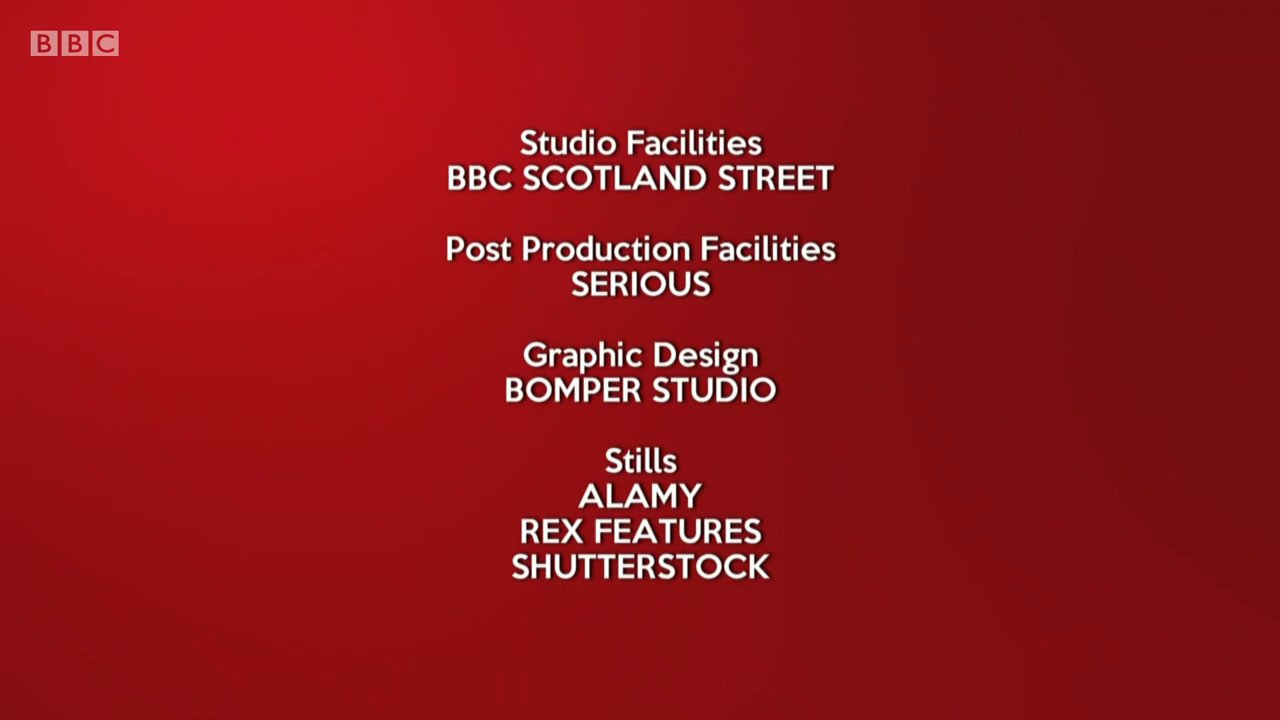 BBC
Studio Facilities
BBC SCOTLAND STREET
Post Production Facilities
SERIOUS
Graphic Design
BOMPER STUDIO
Stills
ALAMY
REX FEATURES
SHUTTERSTOCK